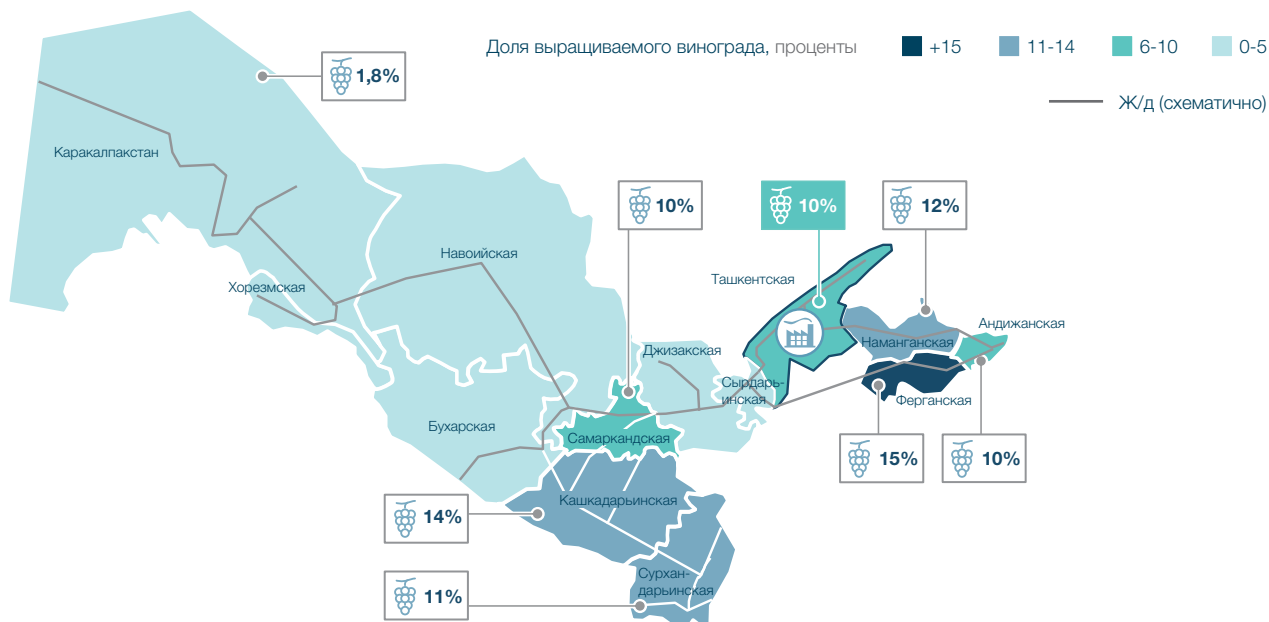 Доля выращиваемого винограда, проценты
+15
11-14
6-10
0-5
Ж/д (схематично)
1,8%
Каракалпакстан
10%
10%
12%
Навоийская
Ташкентская
Хорезмская
Андижанская
Наманганская
Джизакская
Сырдарь-
инская
Ферганская
Бухарская
Самаркандская
15%
10%
Кашкадарьинская
14%
Сурхан-
дарьинская
11%